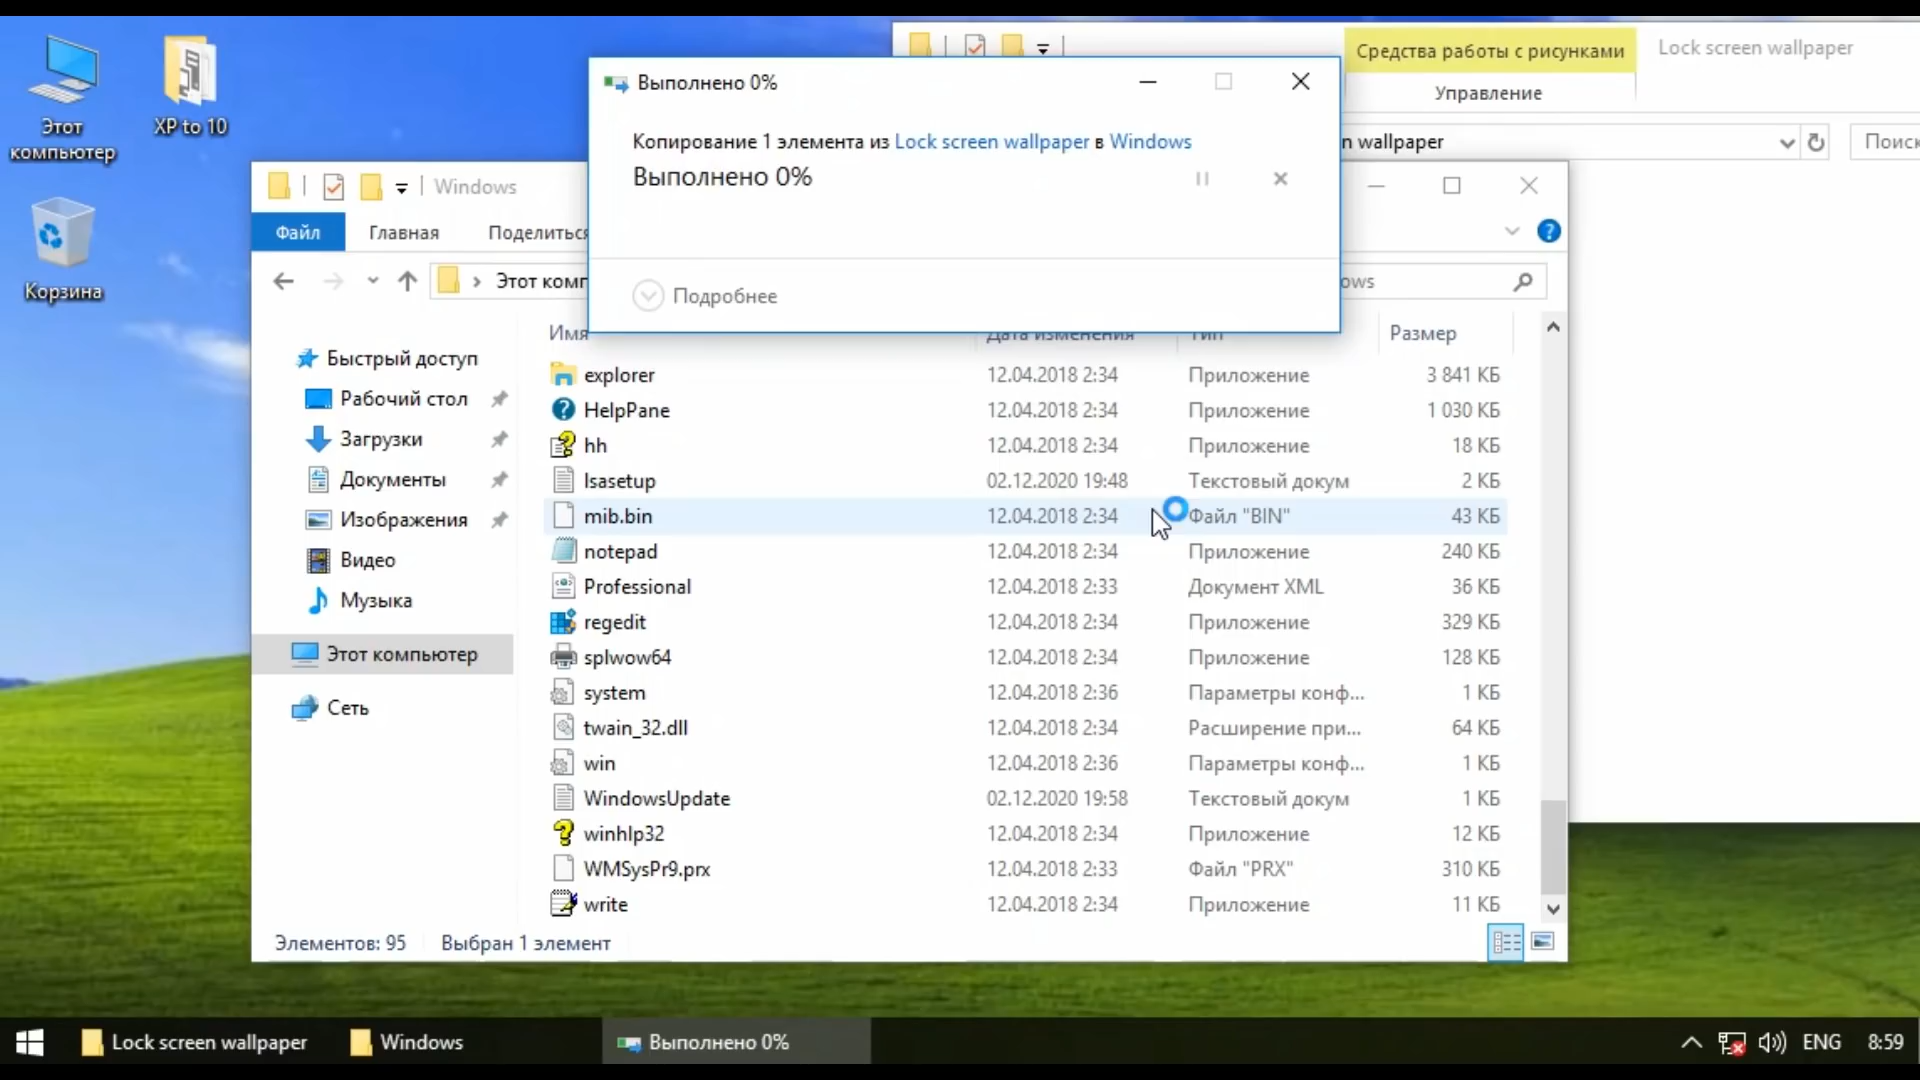 Этот
компьютер
XP to 10
Корзина
Средства работы с рисунками
Lock screen wallpaper
Управление
n wallpaper
Поиск
Выполнено 0%
Копирование 1 элемента из Lock screen wallpaper в Windows
Выполнено 0%
Подробнее
Windows
Файл
Главная
Поделиться
Этот комп
ows
Имя
Дата изменения
Тип
Размер
Быстрый доступ
Рабочий стол
Загрузки
Документы
Изображения
Видео
Музыка
Этот компьютер
Сеть
explorer 12.04.2018 2:34 Приложение 3 841 КБ
HelpPane 12.04.2018 2:34 Приложение 1 030 КБ
hh 12.04.2018 2:34 Приложение 18 КБ
lsasetup 02.12.2020 19:48 Текстовый докум 2 КБ
mib.bin 12.04.2018 2:34 Файл "BIN" 43 КБ
notepad 12.04.2018 2:34 Приложение 240 КБ
Professional 12.04.2018 2:33 Документ XML 36 КБ
regedit 12.04.2018 2:34 Приложение 329 КБ
splwow64 12.04.2018 2:34 Приложение 128 КБ
system 12.04.2018 2:36 Параметры конф... 1 КБ
twain_32.dll 12.04.2018 2:34 Расширение при... 64 КБ
win 12.04.2018 2:36 Параметры конф... 1 КБ
WindowsUpdate 02.12.2020 19:58 Текстовый докум 1 КБ
winhlp32 12.04.2018 2:34 Приложение 12 КБ
WMSysPr9.prx 12.04.2018 2:33 Файл "PRX" 310 КБ
write 12.04.2018 2:34 Приложение 11 КБ
Элементов: 95 Выбран 1 элемент
Lock screen wallpaper
Windows
Выполнено 0%
ENG
8:59